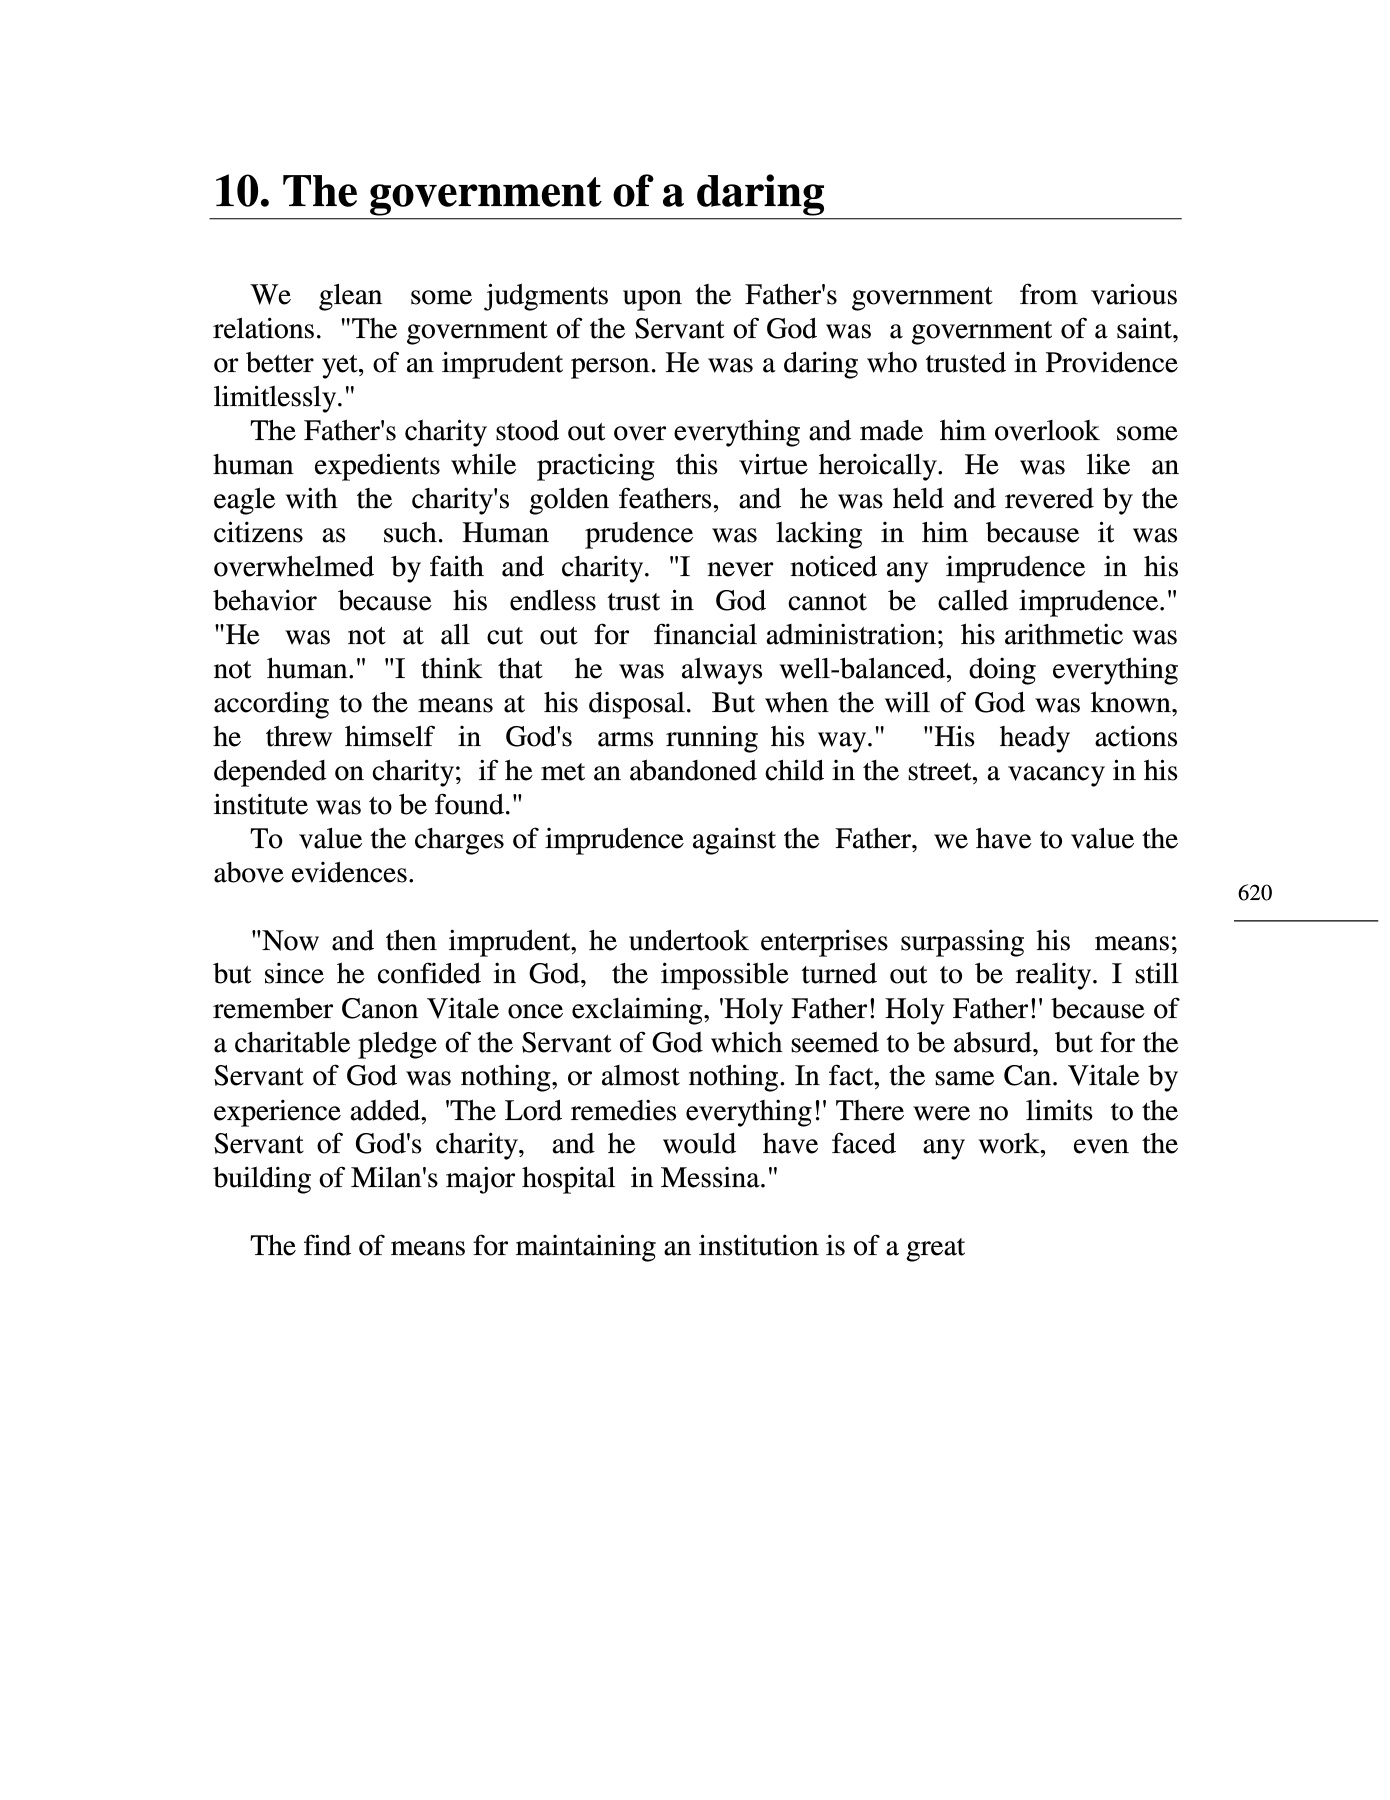 10. The government of a daring
We glean some judgments upon the Father's government from various
relations. "The government of the Servant of God was a government of a saint,
or better yet, of an imprudent person. He was a daring who trusted in Providence
limitlessly."
The Father's charity stood out over everything and made him overlook some
human expedients while practicing this virtue heroically. He was like an
eagle with the charity's golden feathers, and he was held and revered by the
citizens as such. Human prudence was lacking in him because it was
overwhelmed by faith and charity. "I never noticed any imprudence in his
behavior because his endless trust in God cannot be called imprudence."
"He was not at all cut out for financial administration; his arithmetic was
not human." "I think that he was always well-balanced, doing everything
according to the means at his disposal. But when the will of God was known,
he threw himself in God's arms running his way." "His heady actions
depended on charity; if he met an abandoned child in the street, a vacancy in his
institute was to be found."
To value the charges of imprudence against the Father, we have to value the
above evidences.
620
"Now and then imprudent, he undertook enterprises surpassing his means;
but since he confided in God, the impossible turned out to be reality. I still
remember Canon Vitale once exclaiming, 'Holy Father! Holy Father!' because of
a charitable pledge of the Servant of God which seemed to be absurd, but for the
Servant of God was nothing, or almost nothing. In fact, the same Can. Vitale by
experience added, 'The Lord remedies everything!' There were no limits to the
Servant of God's charity, and he would have faced any work, even the
building of Milan's major hospital in Messina."
The find of means for maintaining an institution is of a great